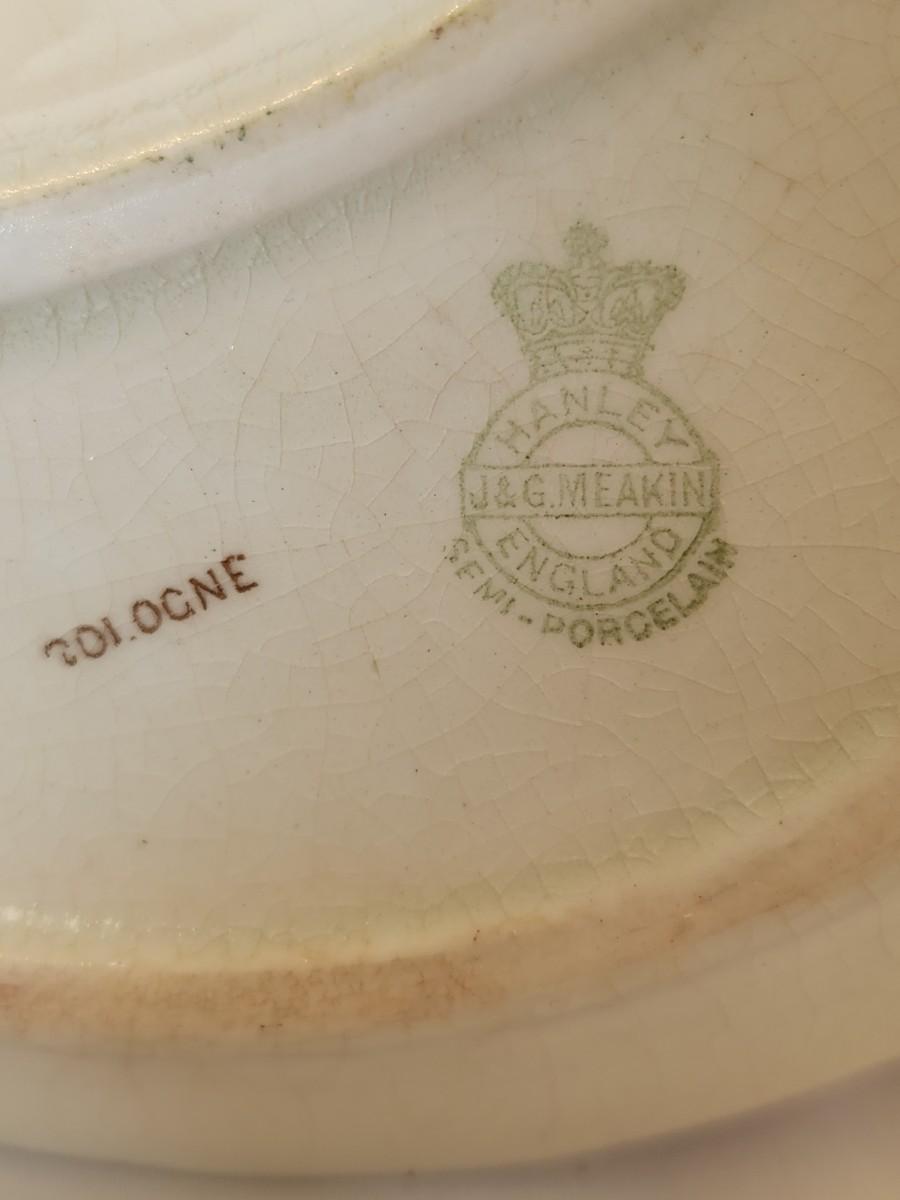 HANLEY
J&G. MEAKIN
ENGLAND
SEMI-PORCELAIN
COLOGNE